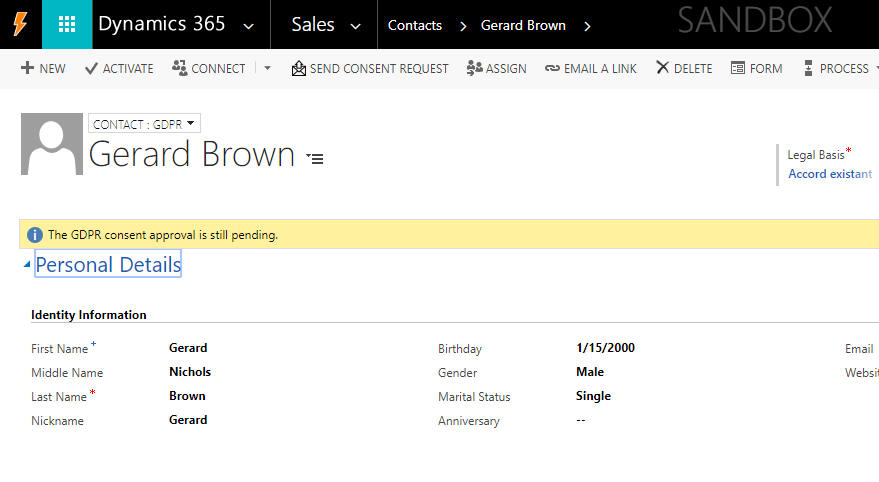 Dynamics 365 Sales Contacts Gerard Brown SANDBOX
NEW ACTIVATE CONNECT SEND CONSENT REQUEST ASSIGN EMAIL A LINK DELETE FORM PROCESS
CONTACT : GDPR
Gerard Brown
Legal Basis*
Accord existant
The GDPR consent approval is still pending.
Personal Details
Identity Information
First Name+ Gerard Birthday 1/15/2000 Email
Middle Name Nichols Gender Male
Last Name* Brown Marital Status Single
Nickname Gerard Anniversary --